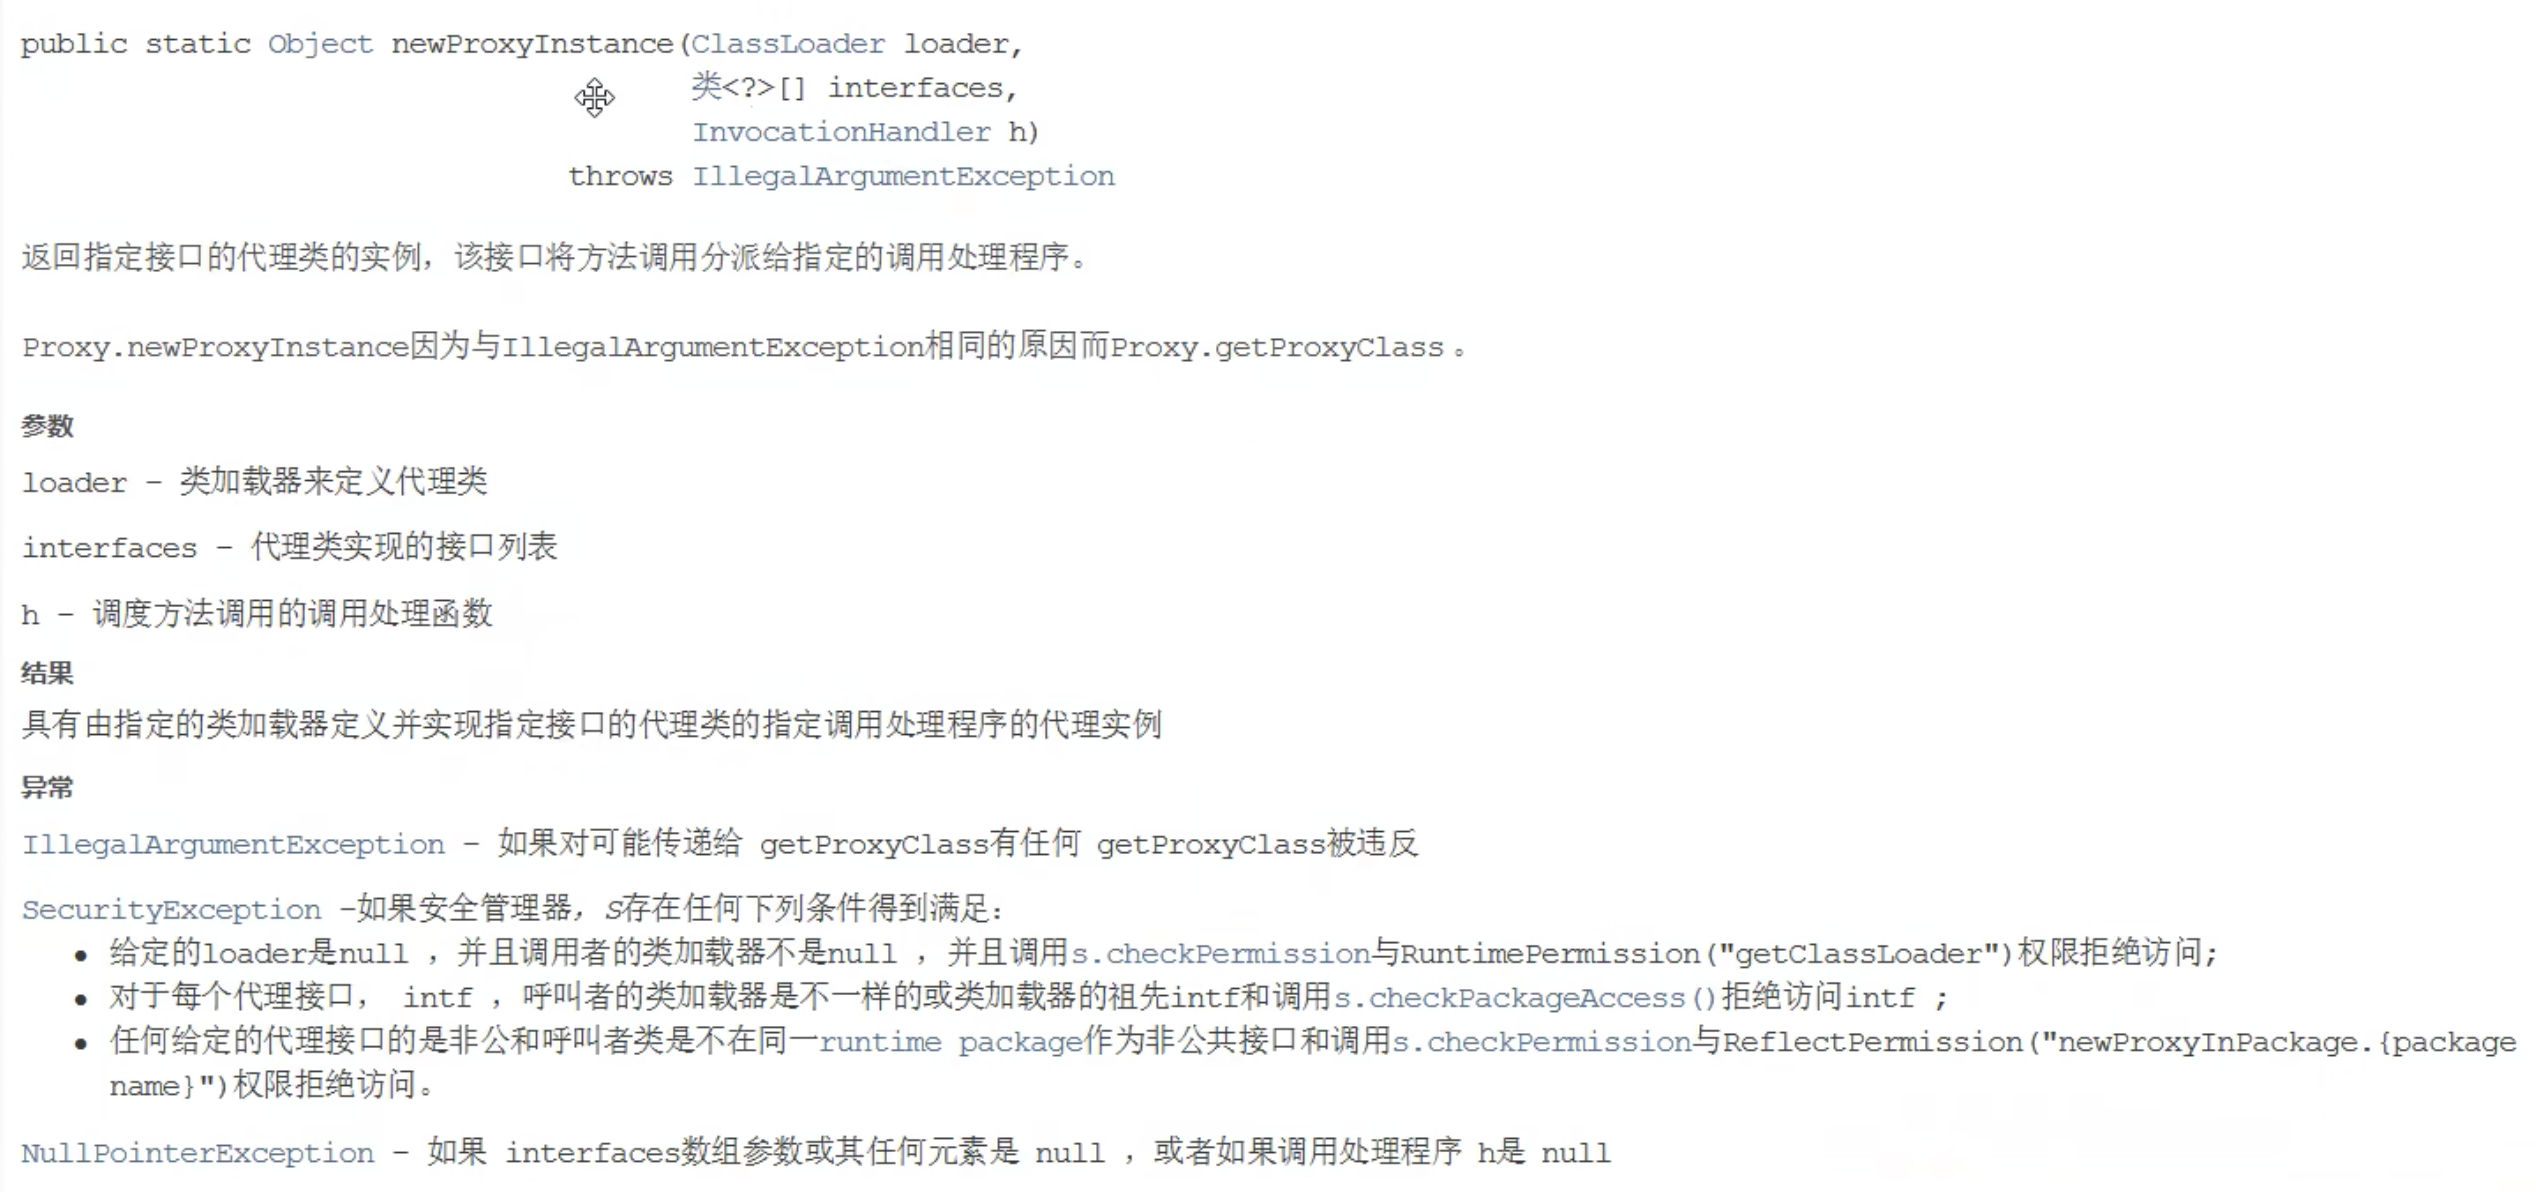 public static Object newProxyInstance(ClassLoader loader,
类<?>[] interfaces,
InvocationHandler h)
throws IllegalArgumentException
返回指定接口的代理类的实例，该接口将方法调用分派给指定的调用处理程序。
Proxy.newProxyInstance因为与IllegalArgumentException相同的原因而Proxy.getProxyClass 。
参数
loader - 类加载器来定义代理类
interfaces - 代理类实现的接口列表
h - 调度方法调用的调用处理函数
结果
具有由指定的类加载器定义并实现指定接口的代理类的指定调用处理程序的代理实例
异常
IllegalArgumentException - 如果对可能传递给 getProxyClass有任何 getProxyClass被违反
SecurityException -如果安全管理器，S存在任何下列条件得到满足：
• 给定的loader是null ，并且调用者的类加载器不是null ，并且调用s.checkPermission与RuntimePermission("getClassLoader")权限拒绝访问;
• 对于每个代理接口， intf ，呼叫者的类加载器是不一样的或类加载器的祖先intf和调用s.checkPackageAccess()拒绝访问intf ;
• 任何给定的代理接口的是非公和呼叫者类是不在同一runtime package作为非公共接口和调用s.checkPermission与ReflectPermission("newProxyInPackage.{package
name}")权限拒绝访问。
NullPointerException - 如果 interfaces数组参数或其任何元素是 null ，或者如果调用处理程序 h是 null